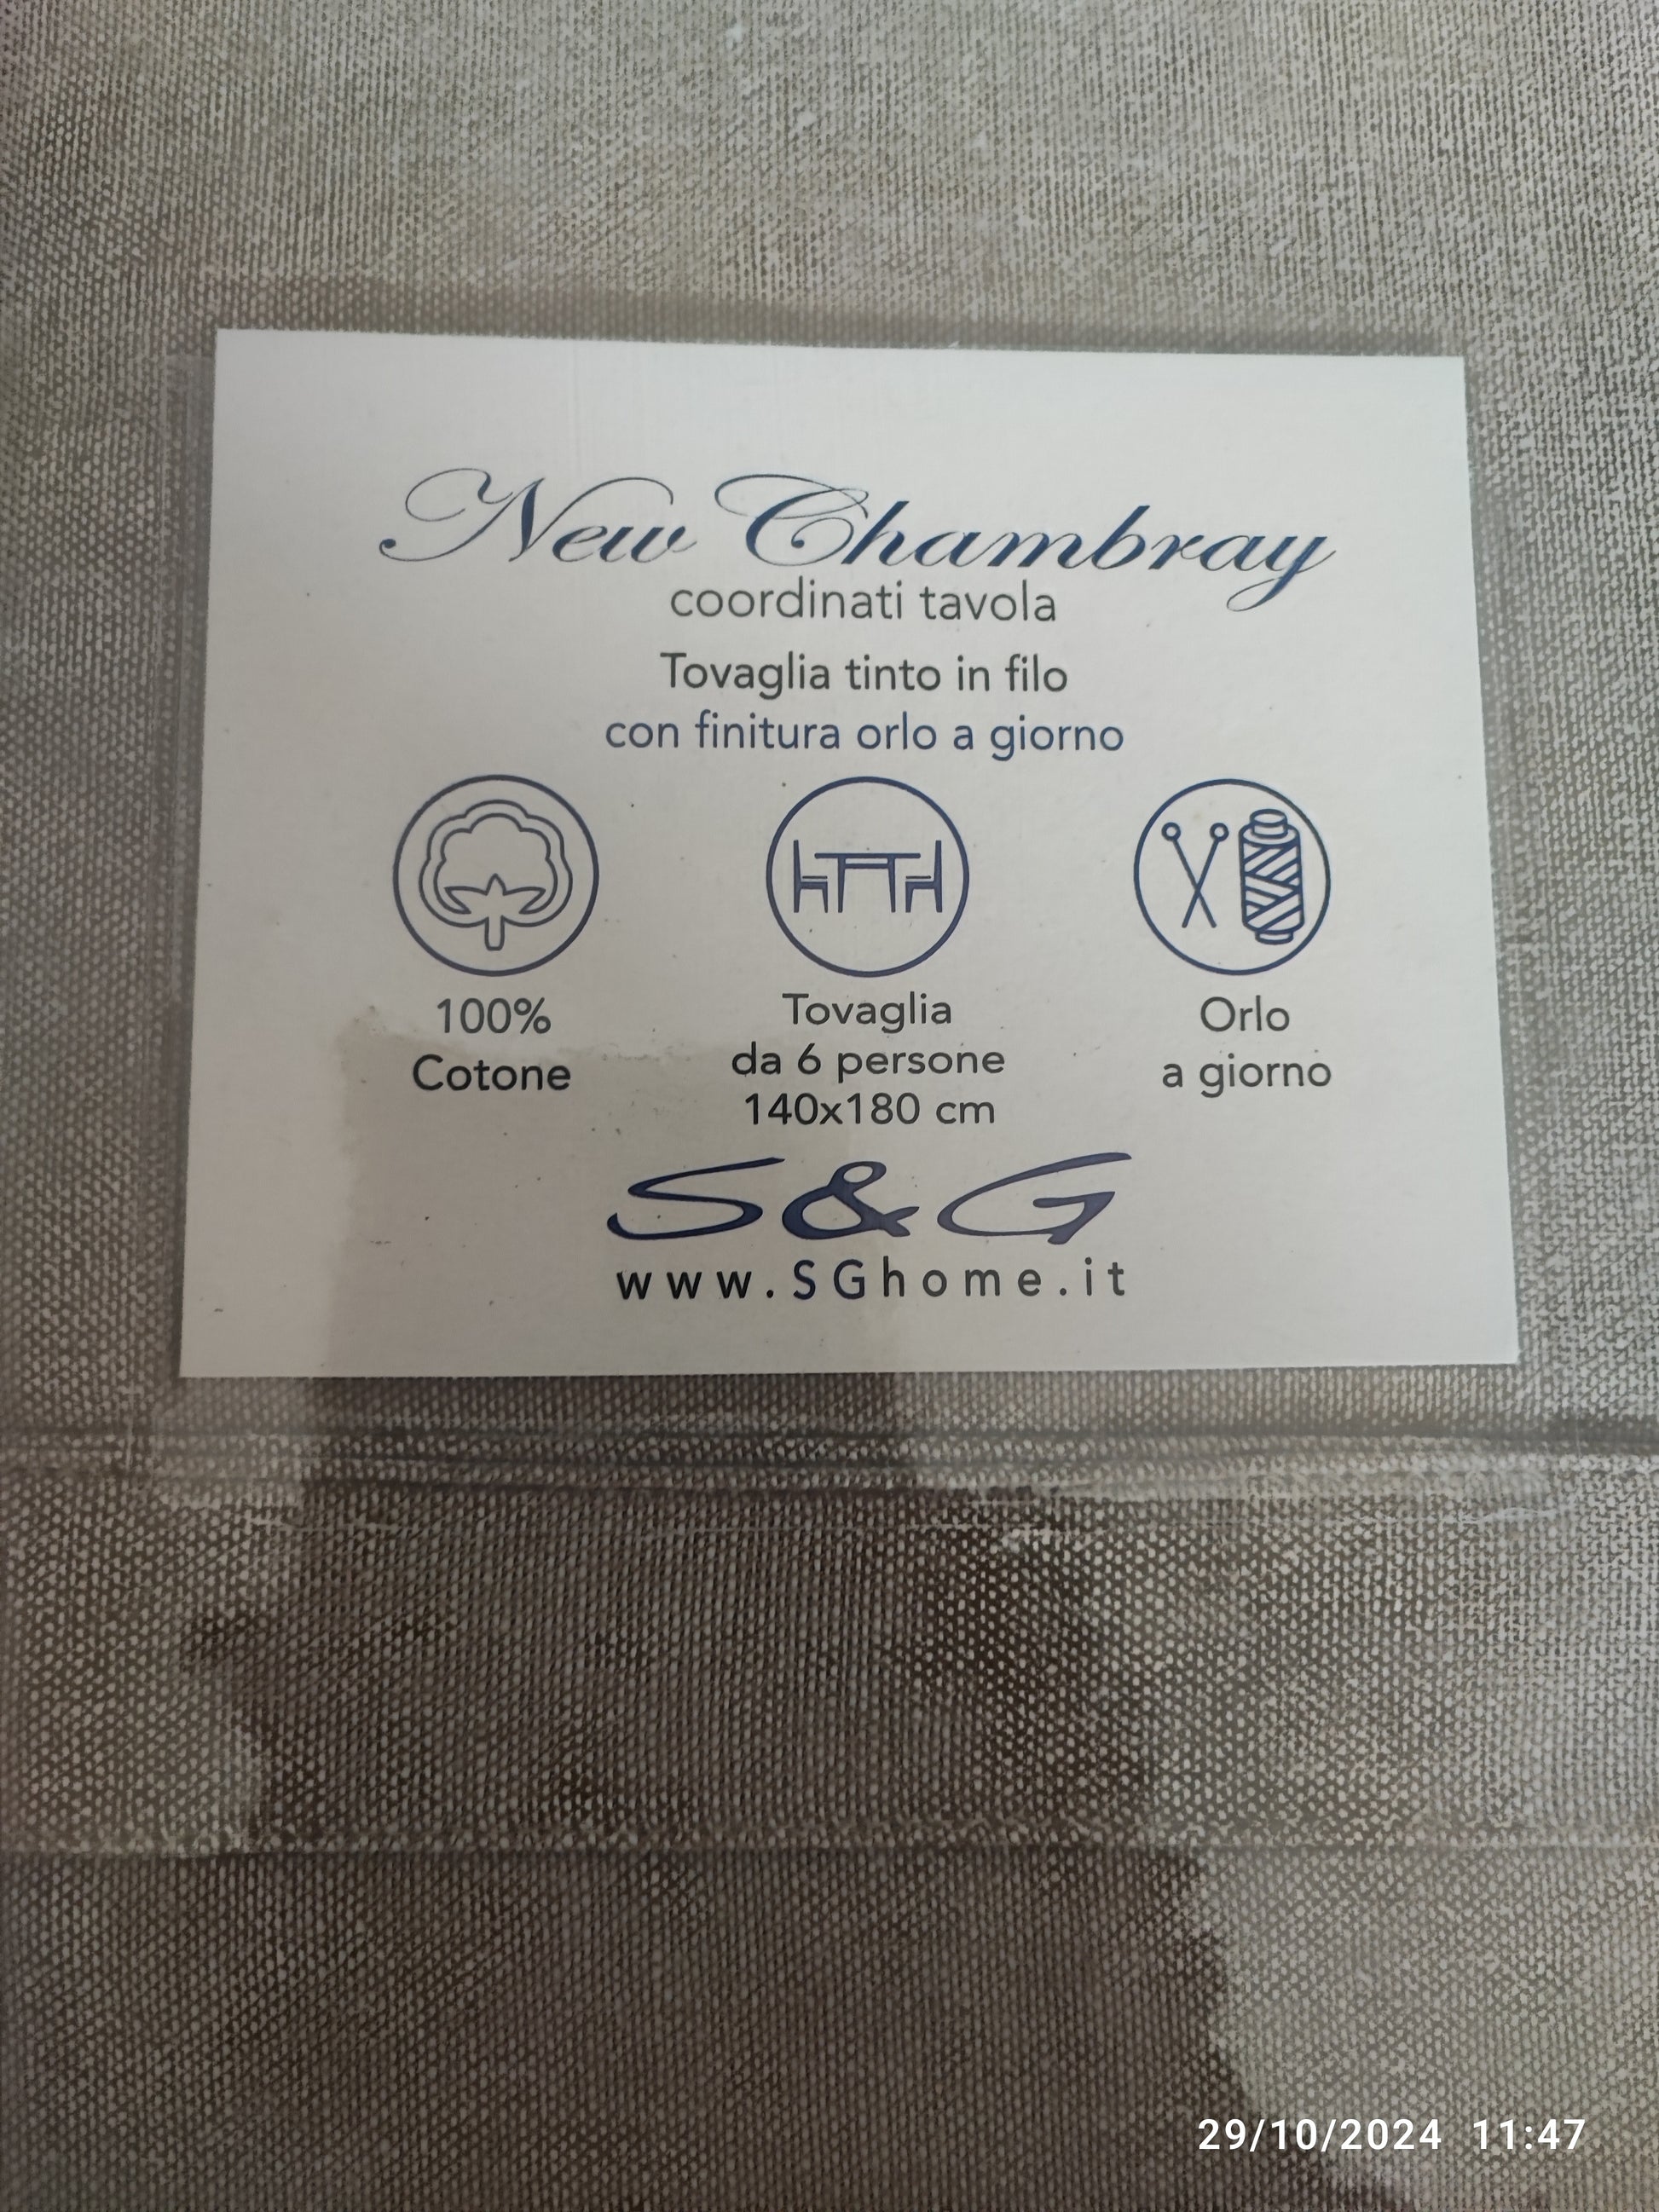 New Chambray
coordinati tavola
Tovaglia tinto in filo
con finitura orlo a giorno
100%
Cotone
Tovaglia
da 6 persone
140x180 cm
Orlo
a giorno
S&G
www.SGhome.it
29/10/2024 11:47